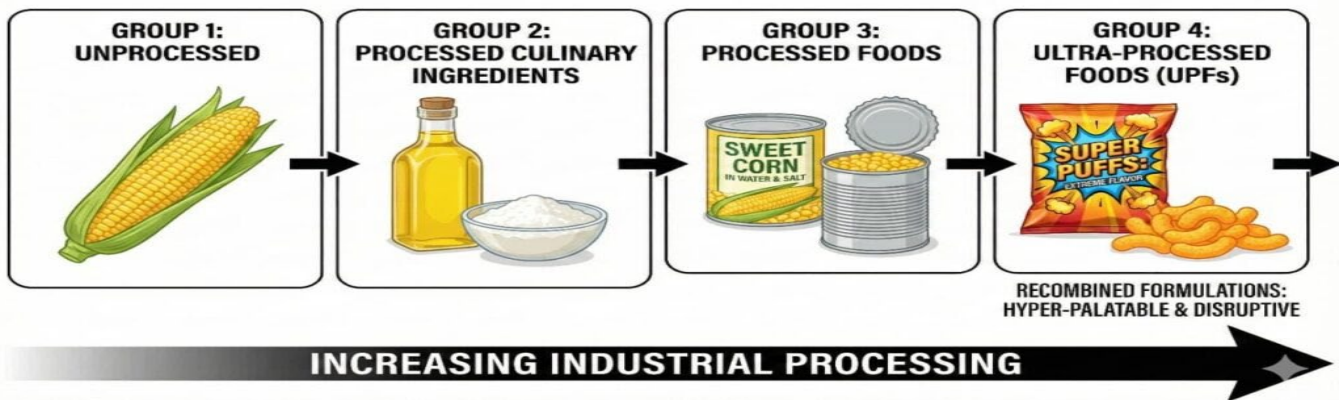 GROUP 1:
UNPROCESSED
GROUP 2:
PROCESSED CULINARY
INGREDIENTS
GROUP 3:
PROCESSED FOODS
SWEET
CORN
IN WATER & SALT
GROUP 4:
ULTRA-PROCESSED
FOODS (UPFs)
SUPER
PUFFS:
EXTREME FLAVOR
RECOMBINED FORMULATIONS:
HYPER-PALATABLE & DISRUPTIVE
INCREASING INDUSTRIAL PROCESSING